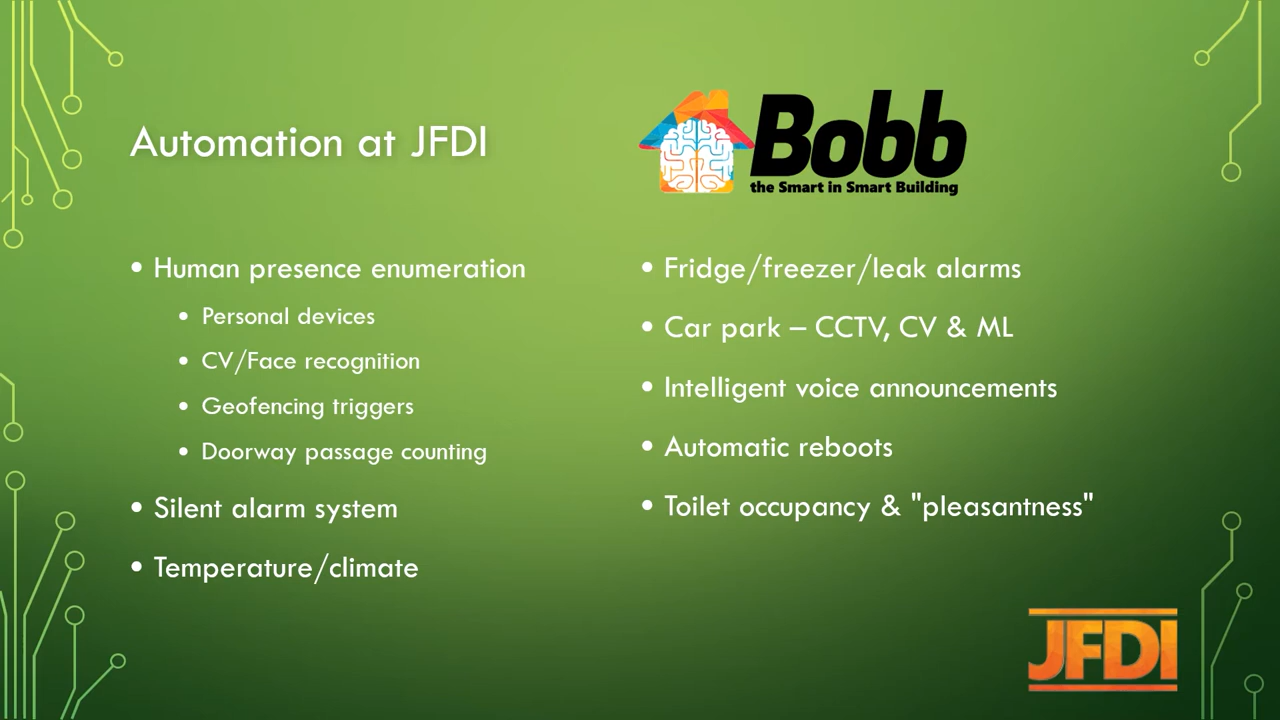 Automation at JFDI
Bobb
the Smart in Smart Building
• Human presence enumeration
• Personal devices
• CV/Face recognition
• Geofencing triggers
• Doorway passage counting
• Silent alarm system
• Temperature/climate
• Fridge/freezer/leak alarms
• Car park – CCTV, CV & ML
• Intelligent voice announcements
• Automatic reboots
• Toilet occupancy & "pleasantness"
JFDI